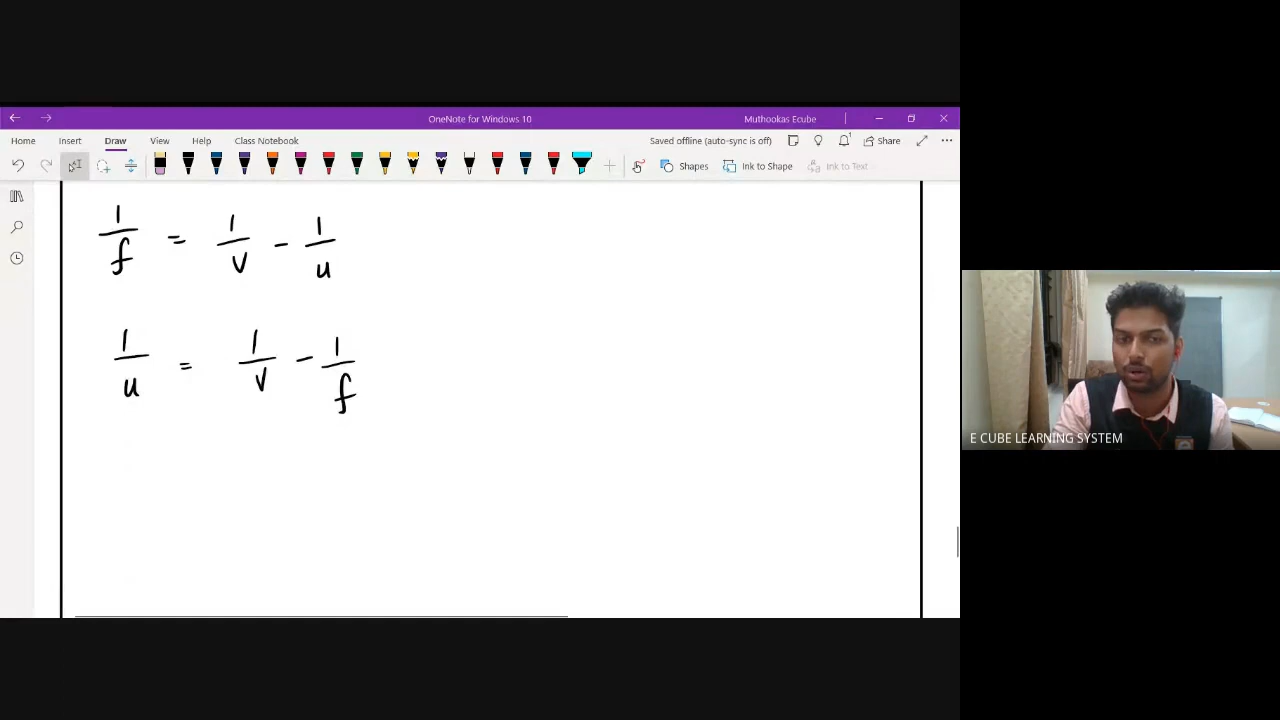 OneNote for Windows 10
Muthookas Ecube
Home Insert Draw View Help Class Notebook
Saved offline (auto-sync is off)
1
Share
Shapes
Ink to Shape
Ink to Text
1/f = 1/v - 1/u
1/u = 1/v - 1/f
E CUBE LEARNING SYSTEM